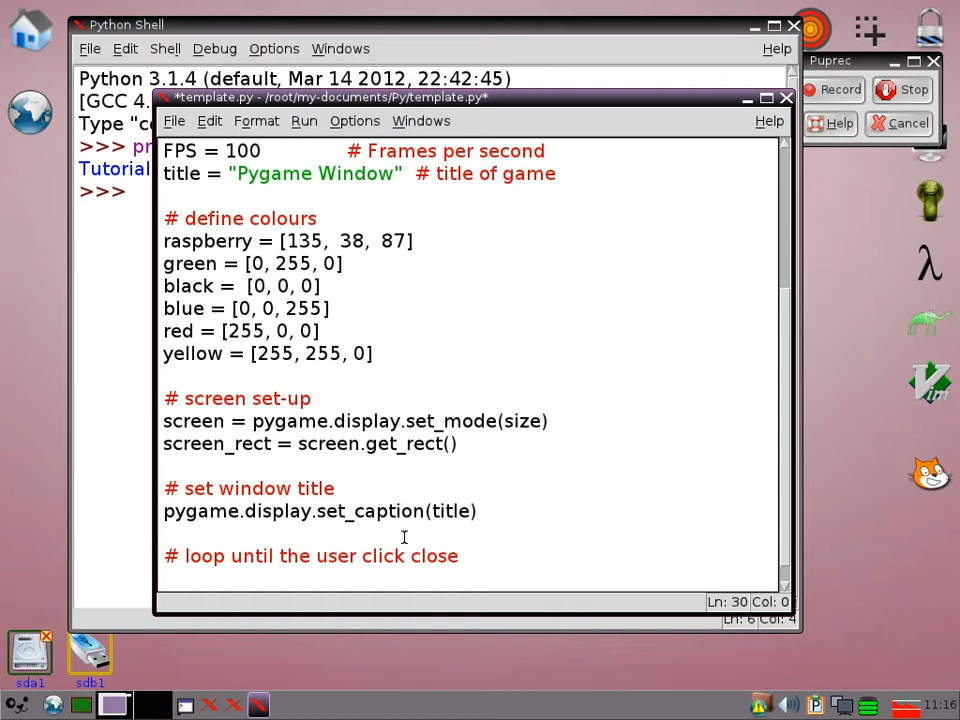 Python Shell
File Edit Shell Debug Options Windows Help
Python 3.1.4 (default, Mar 14 2012, 22:42:45)
[GCC 4.
Type "c
>>> pr
Tutorial
>>>
*template.py - /root/my-documents/Py/template.py*
File Edit Format Run Options Windows Help
FPS = 100 # Frames per second
title = "Pygame Window" # title of game
# define colours
raspberry = [135, 38, 87]
green = [0, 255, 0]
black = [0, 0, 0]
blue = [0, 0, 255]
red = [255, 0, 0]
yellow = [255, 255, 0]
# screen set-up
screen = pygame.display.set_mode(size)
screen_rect = screen.get_rect()
# set window title
pygame.display.set_caption(title)
# loop until the user click close
Ln: 30 Col: 0
Ln: 6 Col: 4
Puprec
Record Stop
Help Cancel
λ
Vim
sda1 sdb1
P
11:16